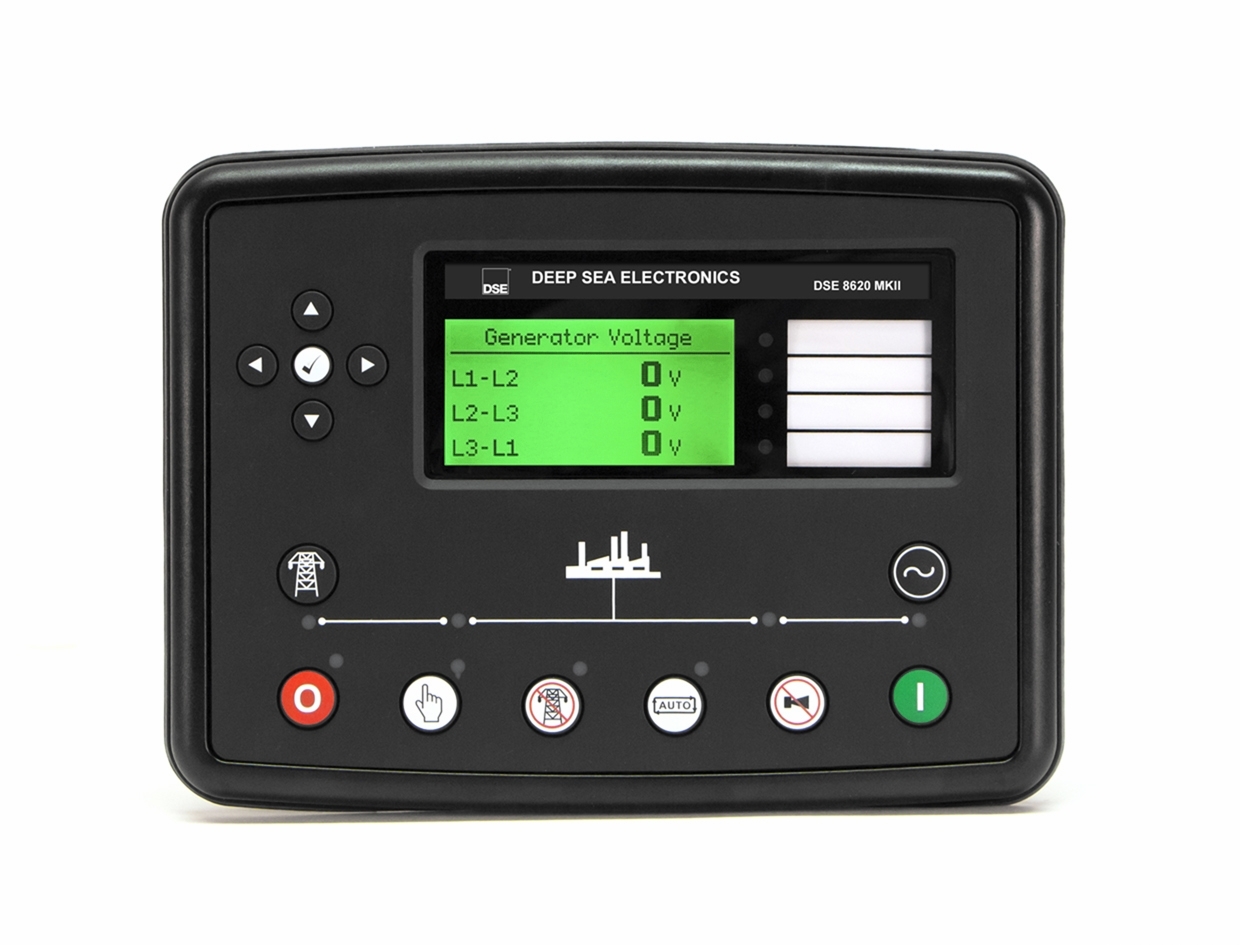 DSE DEEP SEA ELECTRONICS
DSE 8620 MKII
Generator Voltage
L1-L2 0 V
L2-L3 0 V
L3-L1 0 V
O AUTO I